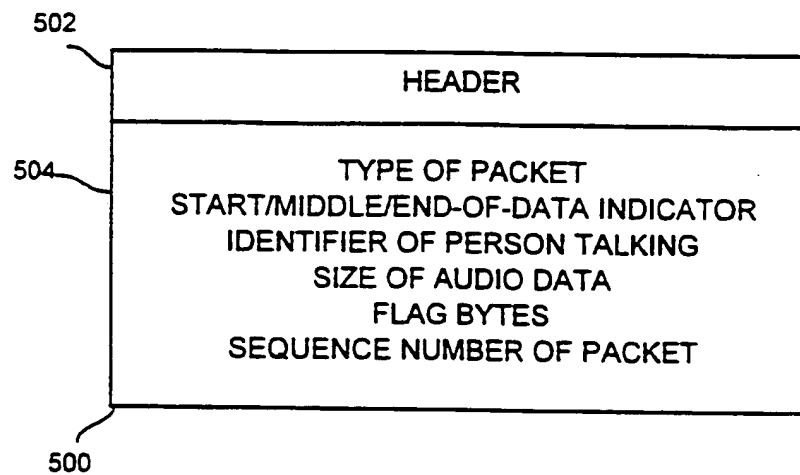 502
HEADER
504
TYPE OF PACKET
START/MIDDLE/END-OF-DATA INDICATOR
IDENTIFIER OF PERSON TALKING
SIZE OF AUDIO DATA
FLAG BYTES
SEQUENCE NUMBER OF PACKET
500